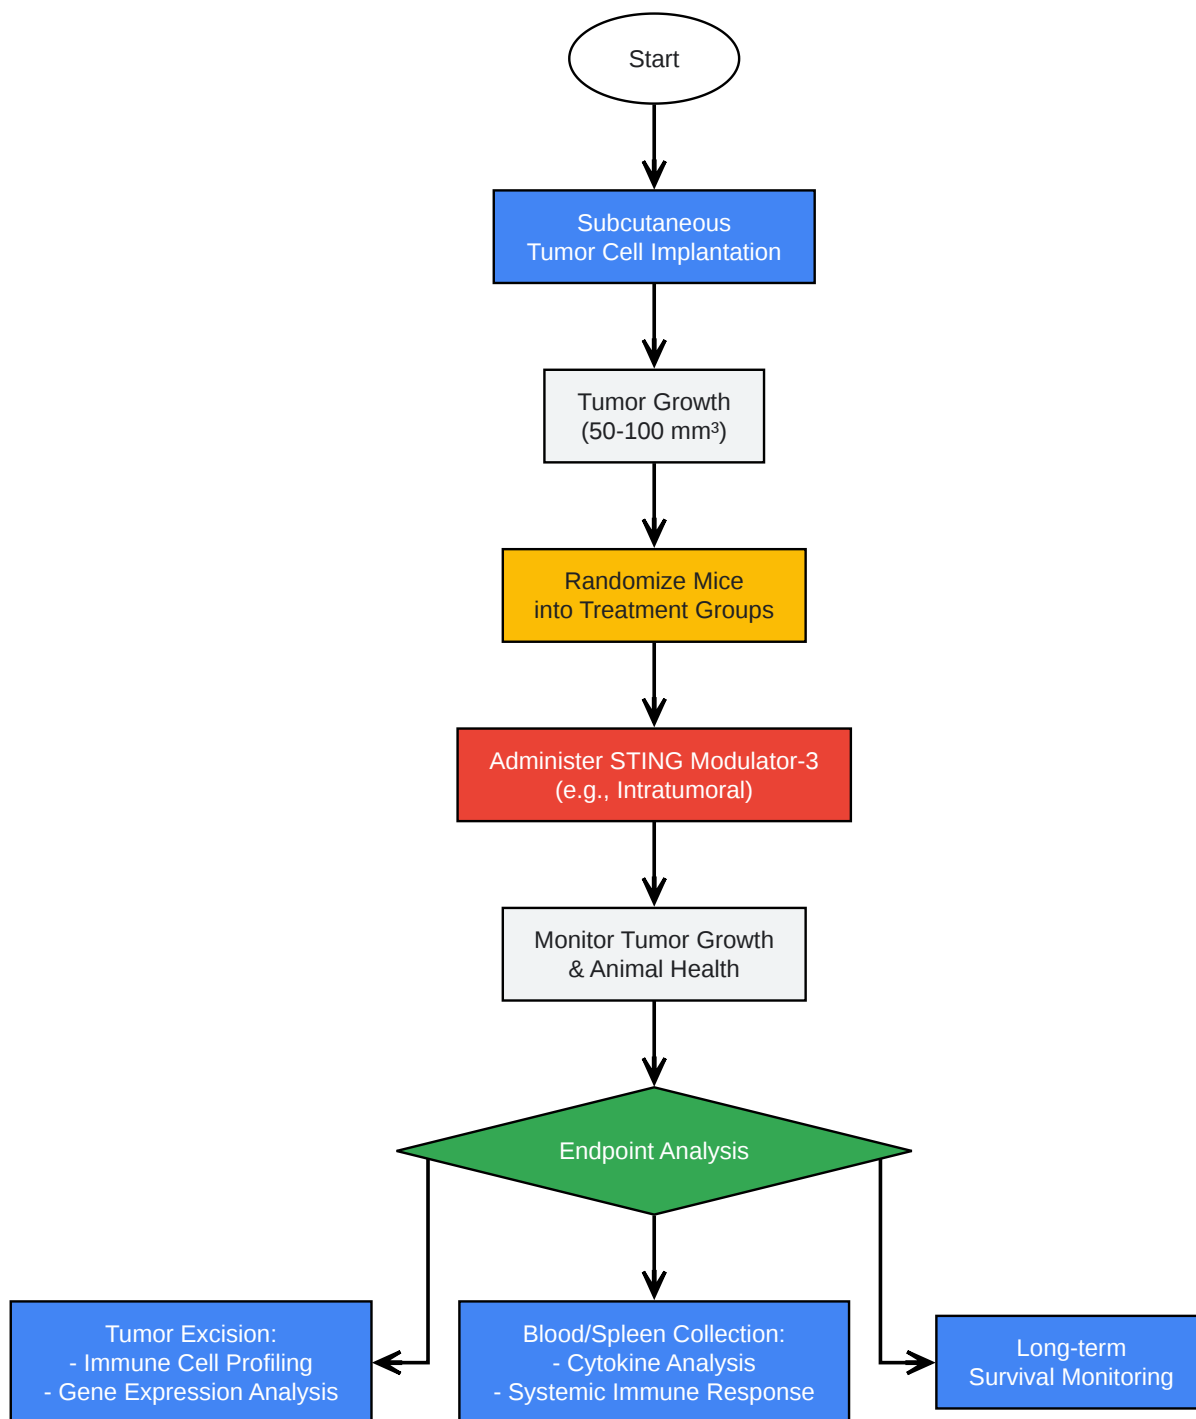 Start
Subcutaneous
Tumor Cell Implantation
Tumor Growth
(50-100 mm³)
Randomize Mice
into Treatment Groups
Administer STING Modulator-3
(e.g., Intratumoral)
Monitor Tumor Growth
& Animal Health
Endpoint Analysis
Tumor Excision:
- Immune Cell Profiling
- Gene Expression Analysis
Blood/Spleen Collection:
- Cytokine Analysis
- Systemic Immune Response
Long-term
Survival Monitoring